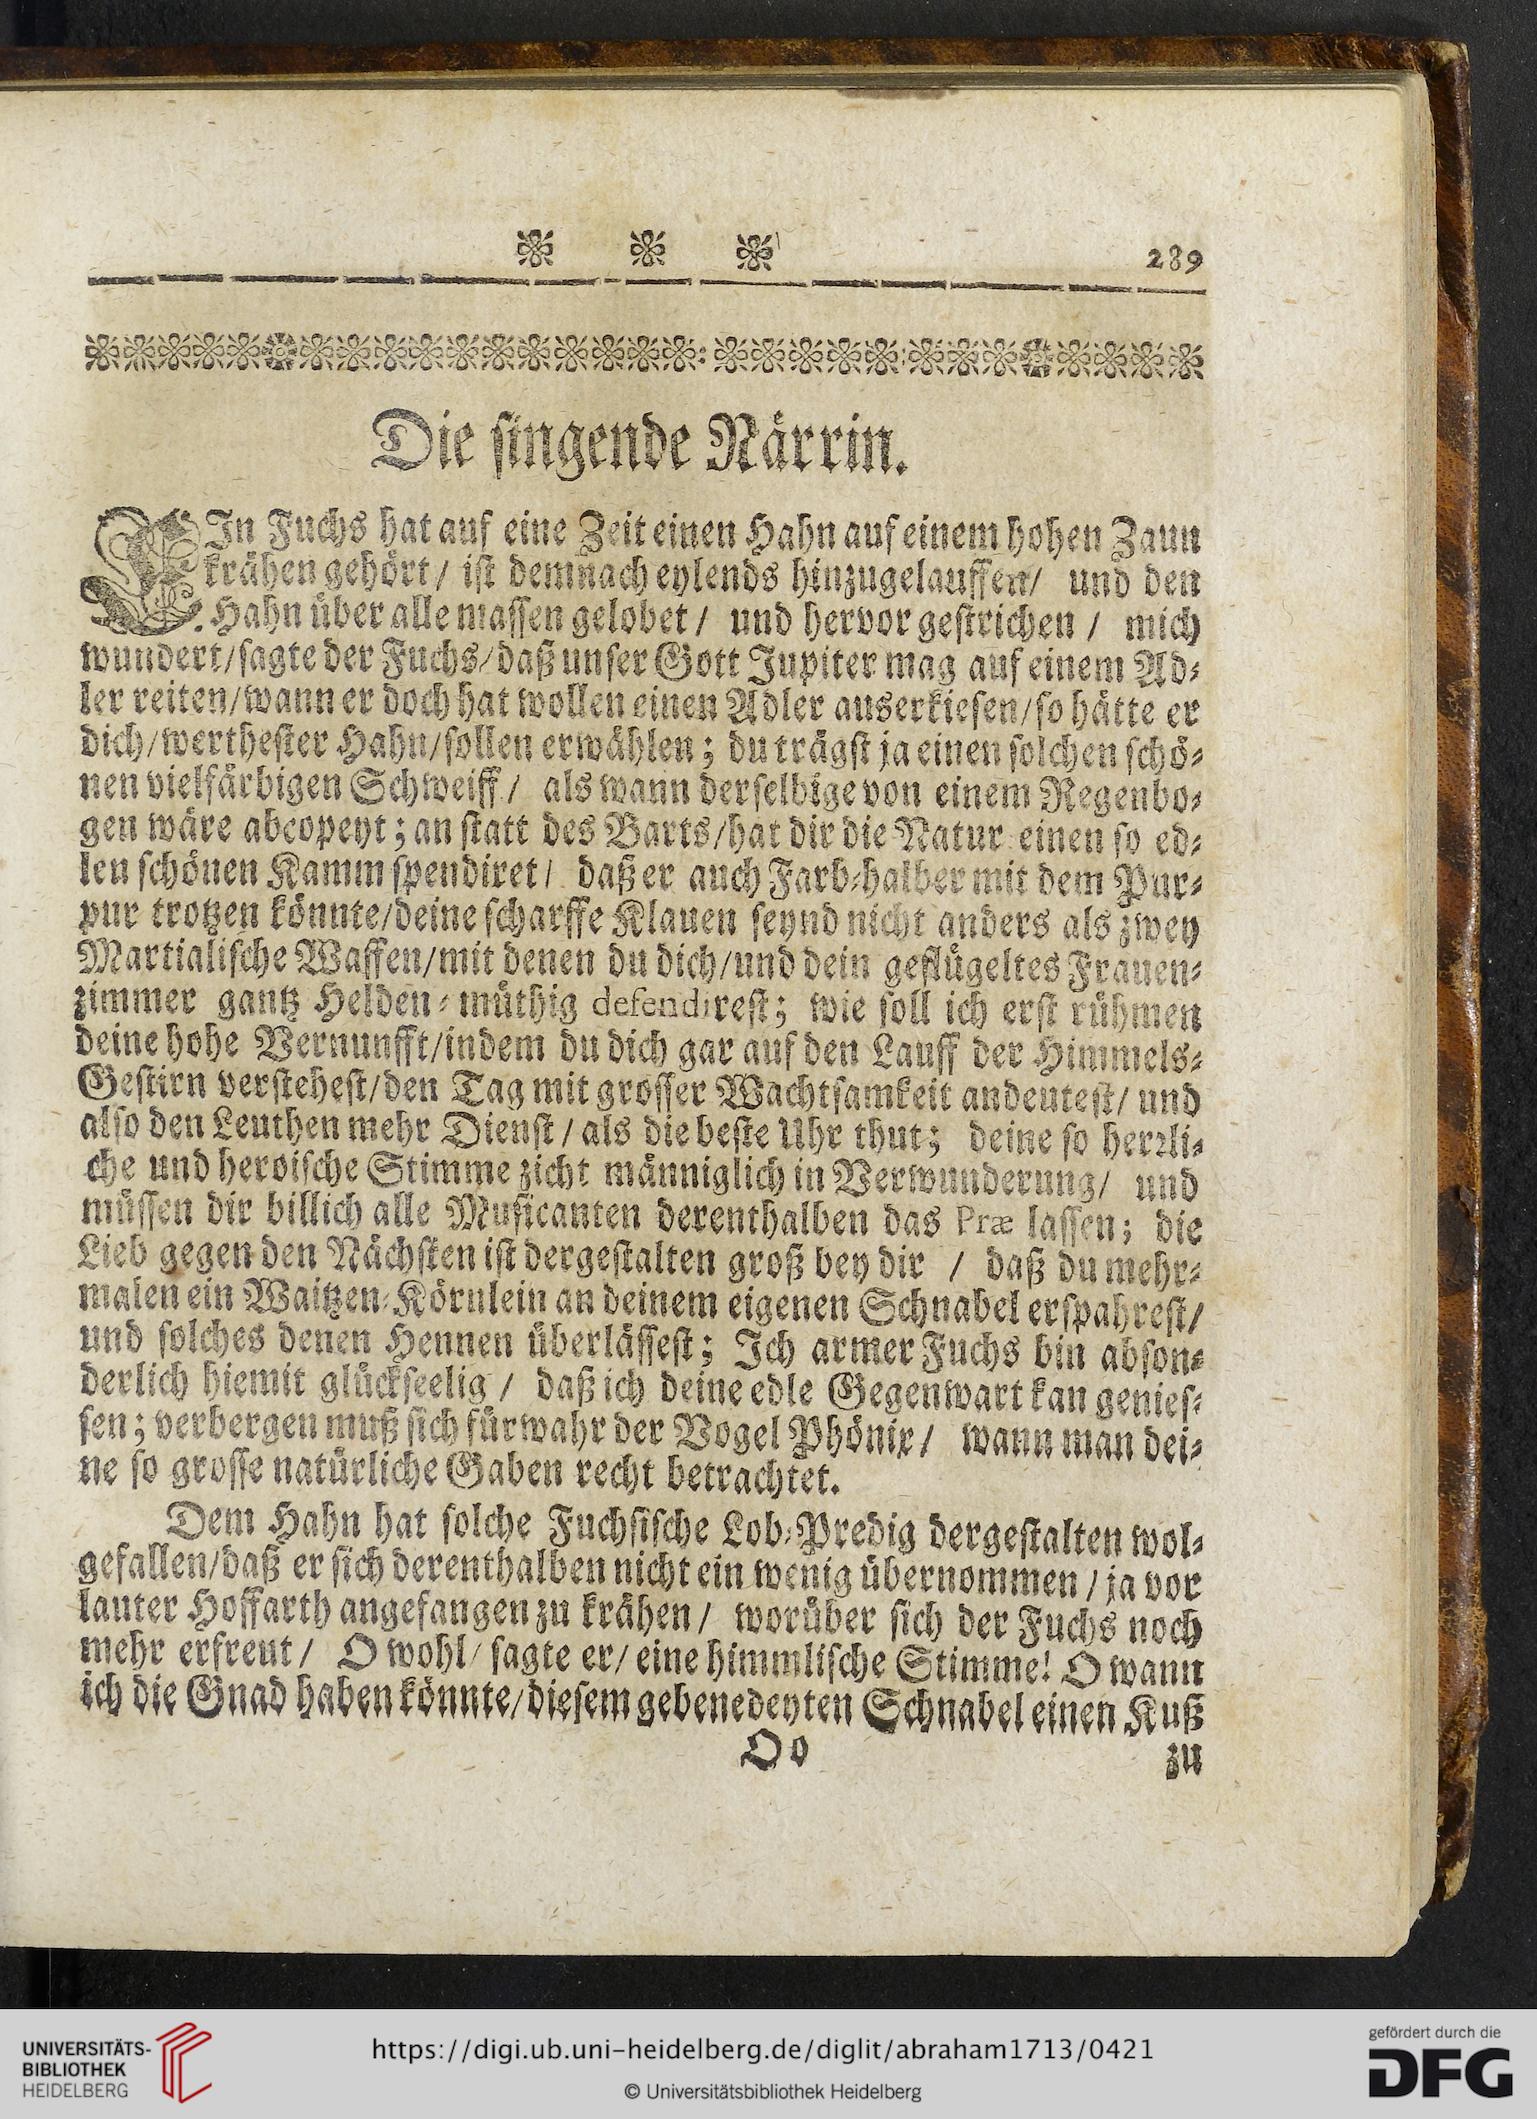 289
Die singende Närrin.
EIn Fuchs hat auf eine Zeit einen Hahn auf einem hohen Zaun
krähen gehört / ist demnach eylends hinzugelauffen / und den
Hahn über alle massen gelobet / und hervor gestrichen / mich
wundert / sagte der Fuchs / daß unser Gott Jupiter mag auf einem Ad-
ler reiten / wann er doch hat wollen einen Adler auserkiesen / so hätte er
dich / werthester Hahn / sollen erwählen; du trägst ja einen solchen schö-
nen vielfärbigen Schweiff / als wann derselbige von einem Regenbo-
gen wäre abcopeyt; an statt des Barts / hat dir die Natur einen so ed-
len schönen Kamm spendiret / daß er auch Farb-halber mit dem Pur-
pur trotzen könnte / deine scharffe Klauen seynd nicht anders als zwey
Martialische Waffen / mit denen du dich / und dein geflügeltes Frauen-
zimmer gantz Helden-müthig defendirest; wie soll ich erst rühmen
deine hohe Vernunfft / indem du dich gar auf den Lauff der Himmels-
Gestirn verstehest / den Tag mit grosser Wachtsamkeit andeutest / und
also den Leuthen mehr Dienst / als die beste Uhr thut; deine so herꝛli-
che und heroische Stimme zicht männiglich in Verwunderung / und
müssen dir billich alle Musicanten derenthalben das Præ lassen; die
Lieb gegen den Nächsten ist dergestalten groß bey dir / daß du mehr-
malen ein Waitzen-Körnlein an deinem eigenen Schnabel erspahrest /
und solches denen Hennen überlässest; Ich armer Fuchs bin abson-
derlich hiemit glückseelig / daß ich deine edle Gegenwart kan genies-
sen; verbergen muß sich fürwahr der Vogel Phönix / wann man dei-
ne so grosse natürliche Gaben recht betrachtet.
Dem Hahn hat solche Fuchsische Lob-Predig dergestalten wol-
gefallen / daß er sich derenthalben nicht ein wenig übernommen / ja vor
lauter Hoffarth angefangen zu krähen / worüber sich der Fuchs noch
mehr erfreut / O wohl / sagte er / eine himmlische Stimme! O wann
ich die Gnad haben könnte / diesem gebenedeyten Schnabel einen Kuß
Oo
zu
UNIVERSITÄTS-
BIBLIOTHEK
HEIDELBERG
https://digi.ub.uni-heidelberg.de/diglit/abraham1713/0421
© Universitätsbibliothek Heidelberg
gefördert durch die
DFG